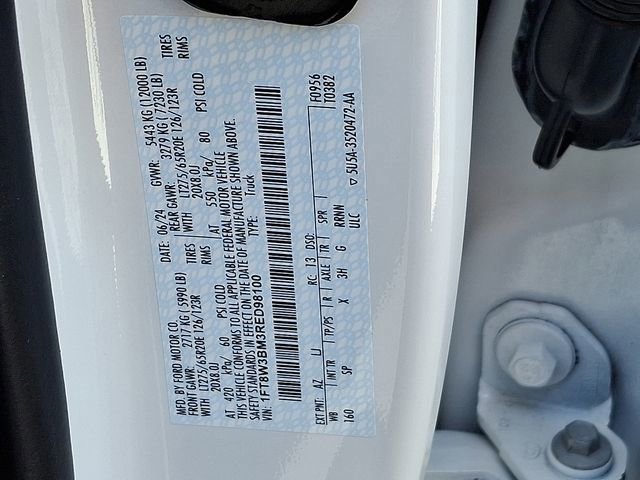 MFD. BY FORD MOTOR CO. DATE: 06/24 GVWR: 5443 KG (12000 LB)
FRONT GAWR: 2717 KG (5990 LB) REAR GAWR: 3279 KG (7230 LB)
WITH LT275/65R20E 126/123R TIRES WITH LT275/65R20E 126/123R TIRES
20X8.0J RIMS 20X8.0J RIMS
AT 420 kPa/ 60 PSI COLD AT 550 kPa/ 80 PSI COLD
THIS VEHICLE CONFORMS TO ALL APPLICABLE FEDERAL MOTOR VEHICLE
SAFETY STANDARDS IN EFFECT ON THE DATE OF MANUFACTURE SHOWN ABOVE.
VIN: 1FT8W3BM3RED98100 TYPE: Truck
EXT PNT: AZ LJ RC: 13 DSO: F0956
WB INT TR TP/PS R AXLE TR SPR T0382
160 SP X 3H G RRNN
ULC ▽ 5U5A-3520472-AA